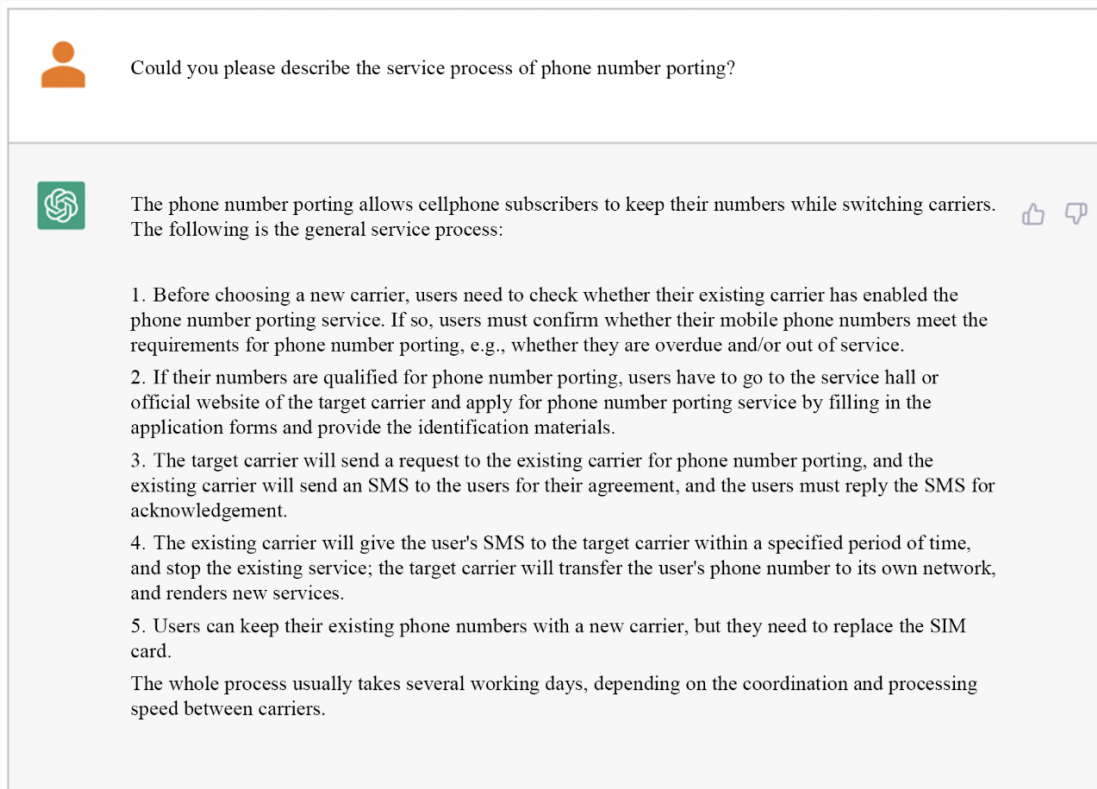 Could you please describe the service process of phone number porting?
The phone number porting allows cellphone subscribers to keep their numbers while switching carriers.
The following is the general service process:
1. Before choosing a new carrier, users need to check whether their existing carrier has enabled the
phone number porting service. If so, users must confirm whether their mobile phone numbers meet the
requirements for phone number porting, e.g., whether they are overdue and/or out of service.
2. If their numbers are qualified for phone number porting, users have to go to the service hall or
official website of the target carrier and apply for phone number porting service by filling in the
application forms and provide the identification materials.
3. The target carrier will send a request to the existing carrier for phone number porting, and the
existing carrier will send an SMS to the users for their agreement, and the users must reply the SMS for
acknowledgement.
4. The existing carrier will give the user's SMS to the target carrier within a specified period of time,
and stop the existing service; the target carrier will transfer the user's phone number to its own network,
and renders new services.
5. Users can keep their existing phone numbers with a new carrier, but they need to replace the SIM
card.
The whole process usually takes several working days, depending on the coordination and processing
speed between carriers.